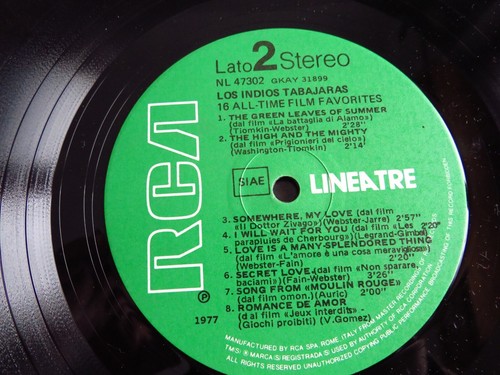 Lato 2 Stereo
NL 47302 GKAY 31899
LOS INDIOS TABAJARAS
16 ALL-TIME FILM FAVORITES
1. THE GREEN LEAVES OF SUMMER
(dal film «La battaglia di Alamo»)
(Tiomkin-Webster) 2'28"
2. THE HIGH AND THE MIGHTY
(dal film «Prigionieri del cielo»)
(Washington-Tiomkin) 2'14'
RCA
SIAE
LINEATRE
3. SOMEWHERE, MY LOVE (dal film
«Il Dottor Zivago») (Webster-Jarre) 2'57"
4. I WILL WAIT FOR YOU (dal film «Les
parapluies de Cherbourg») (Legrand-Gimbel) 2'20"
5. LOVE IS A MANY-SPLENDORED THING
(dal film «L'amore è una cosa meravigliosa»)
(Webster-Fain) 2'20"
6. SECRET LOVE (dal film «Non sparare,
baciami») (Fain-Webster) 3'26"
7. SONG FROM «MOULIN ROUGE»
(dal film omon.) (Auric) 2'00"
8. ROMANCE DE AMOR
(dal film «Jeux interdits» -
(Giochi proibiti) (V. Gomez)
P
1977
MANUFACTURED BY RCA SPA, ROME, ITALY FROM MASTER RECORDING
TM(S) ® MARCA(S) REGISTRADA(S) USED BY AUTH OF RCA CORPORATION.
ALL RIGHTS RESERVED UNAUTHORIZED COPYING PUBLIC PERFORMANCE BROADCASTING OF THIS RECORD FORBIDDEN